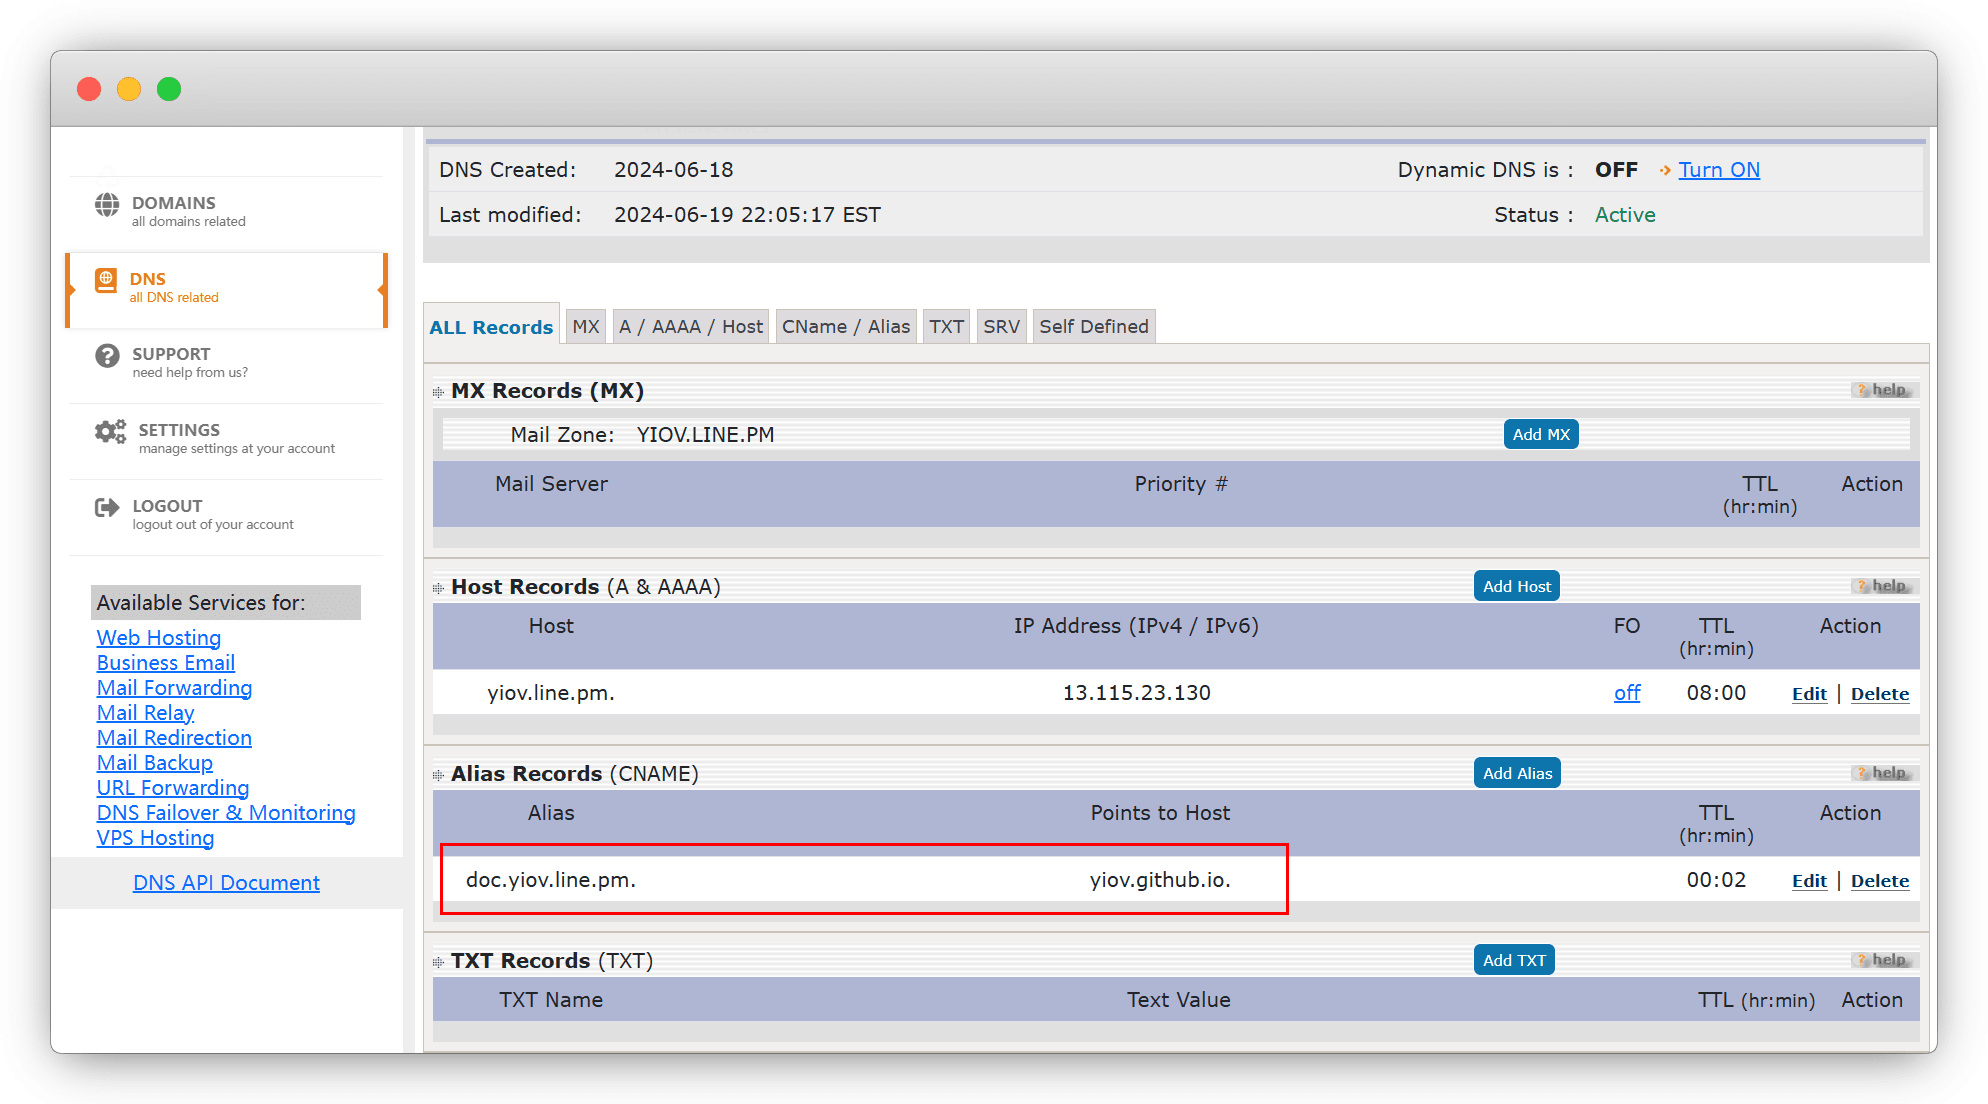 DOMAINS
all domains related
DNS
all DNS related
SUPPORT
need help from us?
SETTINGS
manage settings at your account
LOGOUT
logout out of your account
Available Services for:
Web Hosting
Business Email
Mail Forwarding
Mail Relay
Mail Redirection
Mail Backup
URL Forwarding
DNS Failover & Monitoring
VPS Hosting
DNS API Document
DNS Created: 2024-06-18 Dynamic DNS is : OFF Turn ON
Last modified: 2024-06-19 22:05:17 EST Status : Active
ALL Records MX A / AAAA / Host CName / Alias TXT SRV Self Defined
MX Records (MX) ? help
Mail Zone: YIOV.LINE.PM Add MX
Mail Server Priority # TTL Action
(hr:min)
Host Records (A & AAAA) Add Host ? help
Host IP Address (IPv4 / IPv6) FO TTL Action
(hr:min)
yiov.line.pm. 13.115.23.130 off 08:00 Edit | Delete
Alias Records (CNAME) Add Alias ? help
Alias Points to Host TTL Action
(hr:min)
doc.yiov.line.pm. yiov.github.io. 00:02 Edit | Delete
TXT Records (TXT) Add TXT ? help
TXT Name Text Value TTL (hr:min) Action